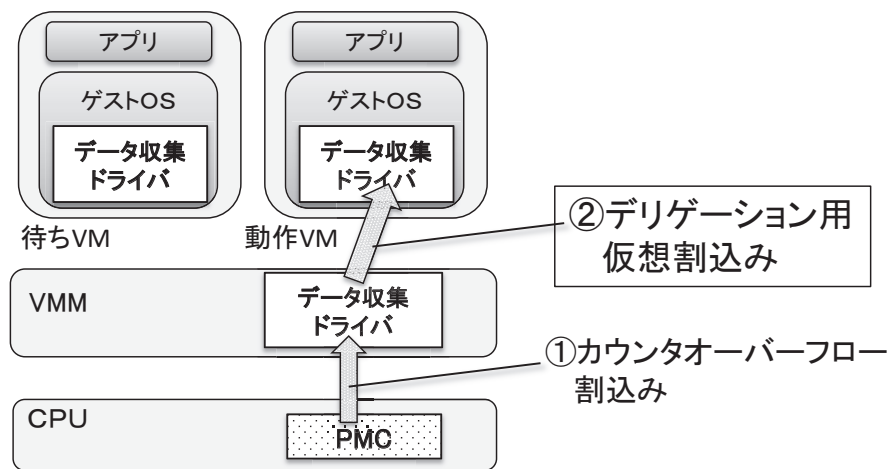 アプリ
アプリ
ゲストOS
ゲストOS
データ収集
ドライバ
データ収集
ドライバ
待ちVM
動作VM
②デリゲーション用
仮想割込み
VMM
データ収集
ドライバ
①カウンタオーバーフロー
割込み
CPU
PMC